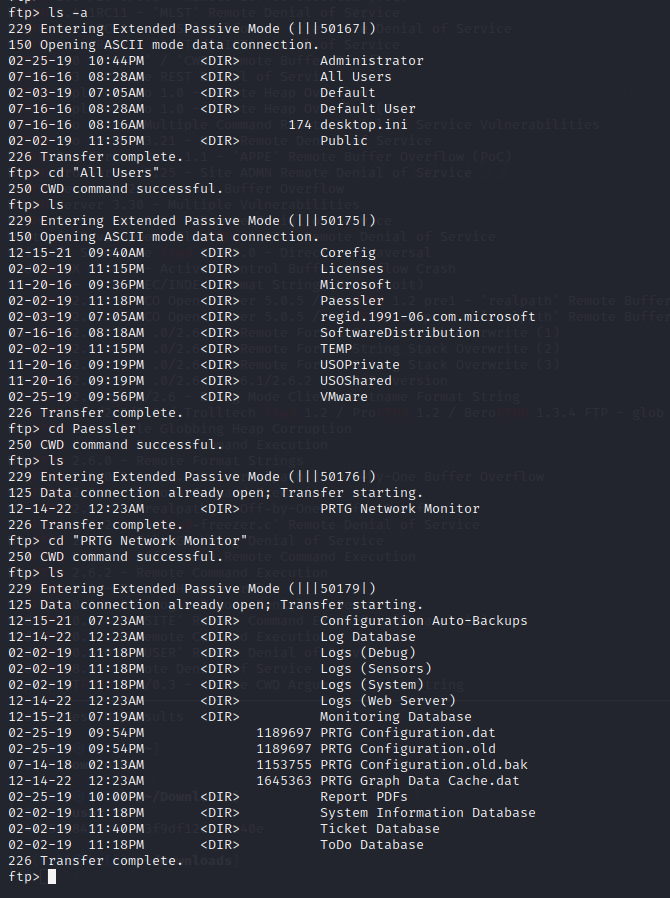 ftp> ls -a
229 Entering Extended Passive Mode (|||50167|)
150 Opening ASCII mode data connection.
02-25-19  10:44PM       <DIR>          Administrator
07-16-16  08:28AM       <DIR>          All Users
02-03-19  07:05AM       <DIR>          Default
07-16-16  08:28AM       <DIR>          Default User
07-16-16  08:16AM                  174 desktop.ini
02-02-19  11:35PM       <DIR>          Public
226 Transfer complete.
ftp> cd "All Users"
250 CWD command successful.
ftp> ls
229 Entering Extended Passive Mode (|||50175|)
150 Opening ASCII mode data connection.
12-15-21  09:40AM       <DIR>          Corefig
02-02-19  11:15PM       <DIR>          Licenses
11-20-16  09:36PM       <DIR>          Microsoft
02-02-19  11:18PM       <DIR>          Paessler
02-03-19  07:05AM       <DIR>          regid.1991-06.com.microsoft
07-16-16  08:18AM       <DIR>          SoftwareDistribution
02-02-19  11:15PM       <DIR>          TEMP
11-20-16  09:19PM       <DIR>          USOPrivate
11-20-16  09:19PM       <DIR>          USOShared
02-25-19  09:56PM       <DIR>          VMware
226 Transfer complete.
ftp> cd Paessler
250 CWD command successful.
ftp> ls
229 Entering Extended Passive Mode (|||50176|)
125 Data connection already open; Transfer starting.
12-14-22  12:23AM       <DIR>          PRTG Network Monitor
226 Transfer complete.
ftp> cd "PRTG Network Monitor"
250 CWD command successful.
ftp> ls
229 Entering Extended Passive Mode (|||50179|)
125 Data connection already open; Transfer starting.
12-15-21  07:23AM       <DIR>          Configuration Auto-Backups
12-14-22  12:23AM       <DIR>          Log Database
02-02-19  11:18PM       <DIR>          Logs (Debug)
02-02-19  11:18PM       <DIR>          Logs (Sensors)
02-02-19  11:18PM       <DIR>          Logs (System)
12-14-22  12:23AM       <DIR>          Logs (Web Server)
12-15-21  07:19AM       <DIR>          Monitoring Database
02-25-19  09:54PM              1189697 PRTG Configuration.dat
02-25-19  09:54PM              1189697 PRTG Configuration.old
07-14-18  02:13AM              1153755 PRTG Configuration.old.bak
12-14-22  12:23AM              1645363 PRTG Graph Data Cache.dat
02-25-19  10:00PM       <DIR>          Report PDFs
02-02-19  11:18PM       <DIR>          System Information Database
02-02-19  11:40PM       <DIR>          Ticket Database
02-02-19  11:18PM       <DIR>          ToDo Database
226 Transfer complete.
ftp>